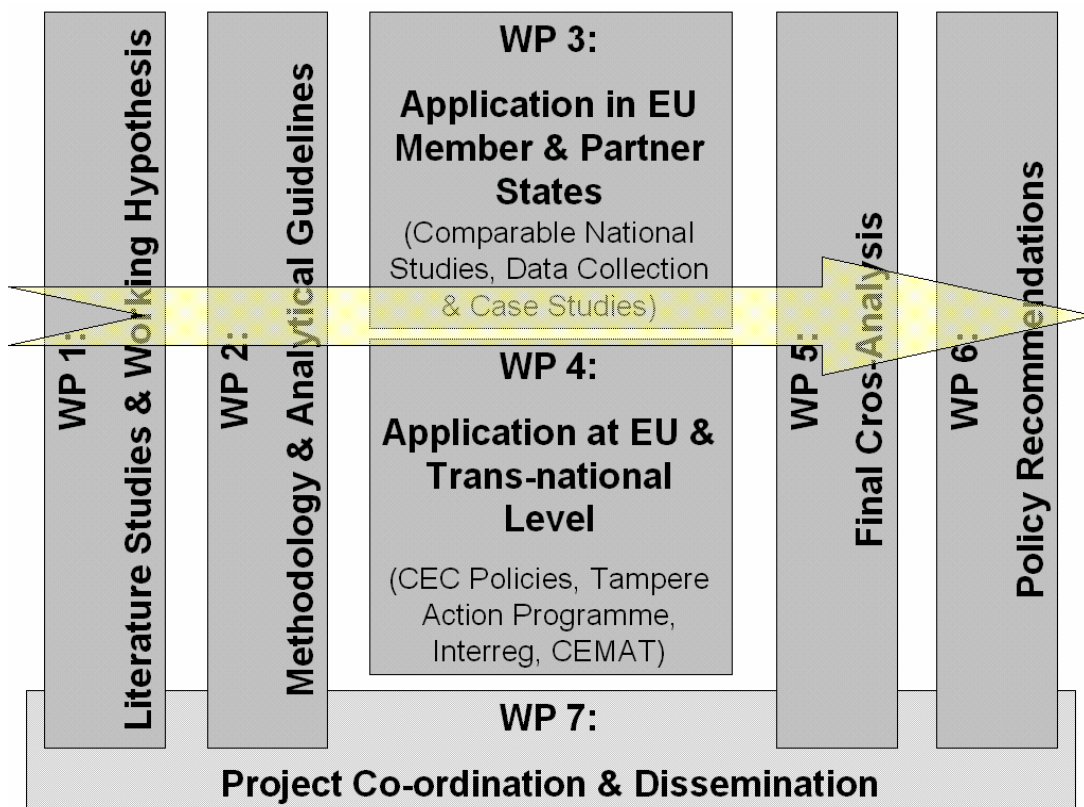 WP 1:
Literature Studies & Working Hypothesis
WP 2:
Methodology & Analytical Guidelines
WP 3:
Application in EU
Member & Partner
States
(Comparable National
Studies, Data Collection
& Case Studies)
WP 4:
Application at EU &
Trans-national
Level
(CEC Policies, Tampere
Action Programme,
Interreg, CEMAT)
WP 5:
Final Cros-Analysis
WP 6:
Policy Recommendations
WP 7:
Project Co-ordination & Dissemination